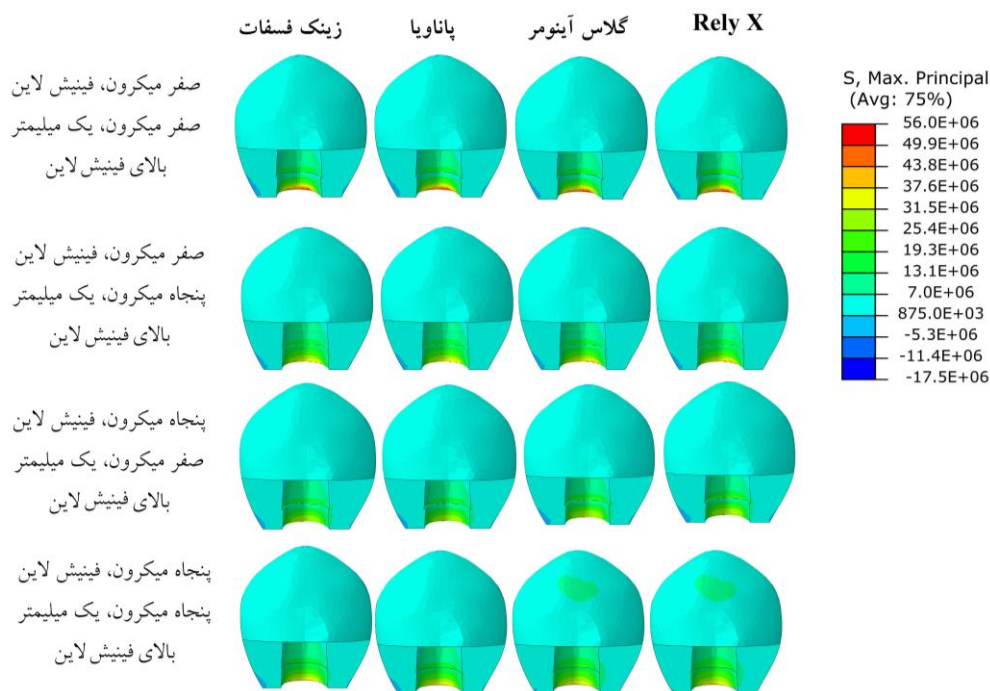 زینک فسفات
پاناویا
گلاس آینومر
Rely X
صفر میکرون، فینیش لاین
صفر میکرون، یک میلیمتر
بالای فینیش لاین
صفر میکرون، فینیش لاین
پنجاه میکرون، یک میلیمتر
بالای فینیش لاین
پنجاه میکرون، فینیش لاین
صفر میکرون، یک میلیمتر
بالای فینیش لاین
پنجاه میکرون، فینیش لاین
پنجاه میکرون، یک میلیمتر
بالای فینیش لاین
S, Max. Principal
(Avg: 75%)
56.0E+06
49.9E+06
43.8E+06
37.6E+06
31.5E+06
25.4E+06
19.3E+06
13.1E+06
7.0E+06
875.0E+03
-5.3E+06
-11.4E+06
-17.5E+06